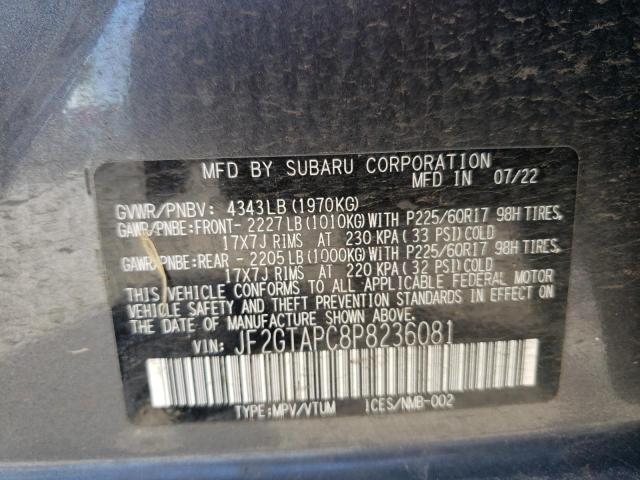 MFD BY SUBARU CORPORATION
MFD IN 07/22
GVWR/PNBV: 4343LB(1970KG)
GAWR/PNBE:FRONT-2227LB(1010KG)WITH P225/60R17 98H TIRES,
17X7J RIMS AT 230 KPA(33 PSI)COLD
GAWR/PNBE:REAR -2205LB(1000KG)WITH P225/60R17 98H TIRES,
17X7J RIMS AT 220 KPA(32 PSI)COLD
THIS VEHICLE CONFORMS TO ALL APPLICABLE FEDERAL MOTOR
VEHICLE SAFETY AND THEFT PREVENTION STANDARDS IN EFFECT ON
THE DATE OF MANUFACTURE SHOWN ABOVE.
VIN: JF2GTAPC8P8236081
TYPE:MPV/VTUM 1CES/NMB-002